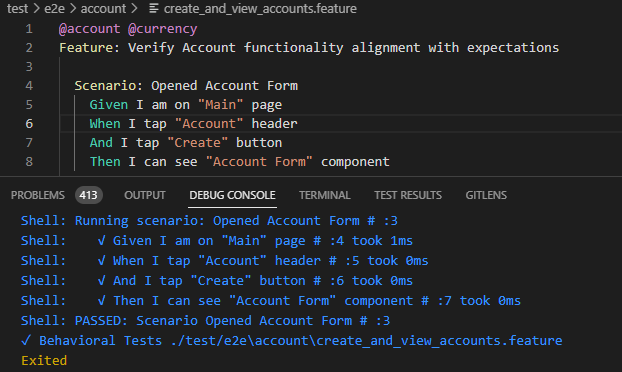 test > e2e > account > create_and_view_accounts.feature
1 @account @currency
2 Feature: Verify Account functionality alignment with expectations
3
4 Scenario: Opened Account Form
5 Given I am on "Main" page
6 When I tap "Account" header
7 And I tap "Create" button
8 Then I can see "Account Form" component
PROBLEMS 413 OUTPUT DEBUG CONSOLE TERMINAL TEST RESULTS GITLENS
Shell: Running scenario: Opened Account Form # :3
Shell: √ Given I am on "Main" page # :4 took 1ms
Shell: √ When I tap "Account" header # :5 took 0ms
Shell: √ And I tap "Create" button # :6 took 0ms
Shell: √ Then I can see "Account Form" component # :7 took 0ms
Shell: PASSED: Scenario Opened Account Form # :3
✓ Behavioral Tests ./test/e2e\account\create_and_view_accounts.feature
Exited